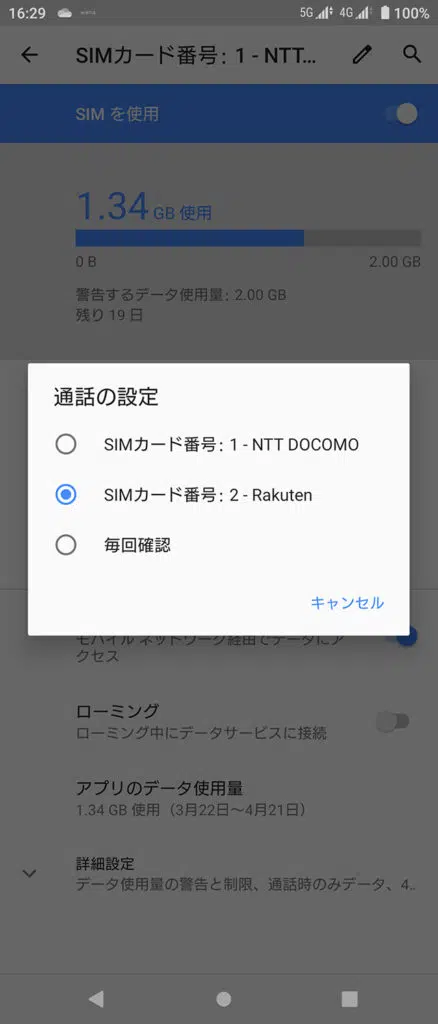 16:29
5G 4G 100%
SIMカード番号: 1 - NTT...
SIM を使用
1.34 GB 使用
0 B 2.00 GB
警告するデータ使用量: 2.00 GB
残り 19 日
通話の設定
SIMカード番号: 1 - NTT DOCOMO
SIMカード番号: 2 - Rakuten
毎回確認
キャンセル
モバイル ネットワーク経由でデータにア
クセス
ローミング
ローミング中にデータサービスに接続
アプリのデータ使用量
1.34 GB 使用（3月22日～4月21日）
詳細設定
データ使用量の警告と制限、通話時のみデータ、4..